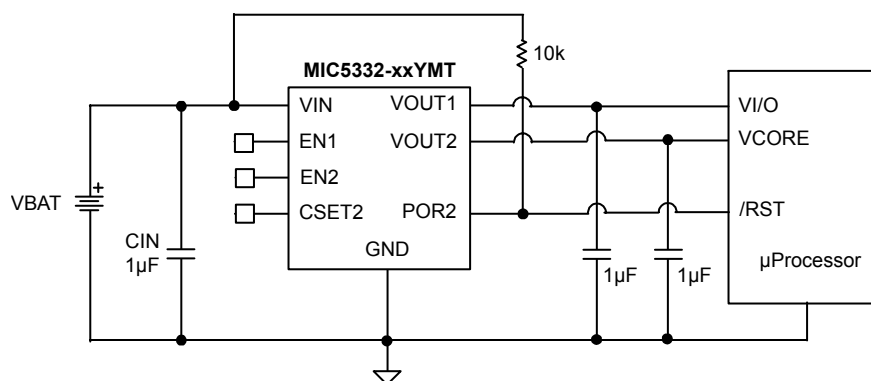 10k
MIC5332-xxYMT
VIN
VOUT1
VI/O
EN1
VOUT2
VCORE
EN2
VBAT
+
CSET2
POR2
/RST
CIN
1µF
GND
1µF
1µF
µProcessor